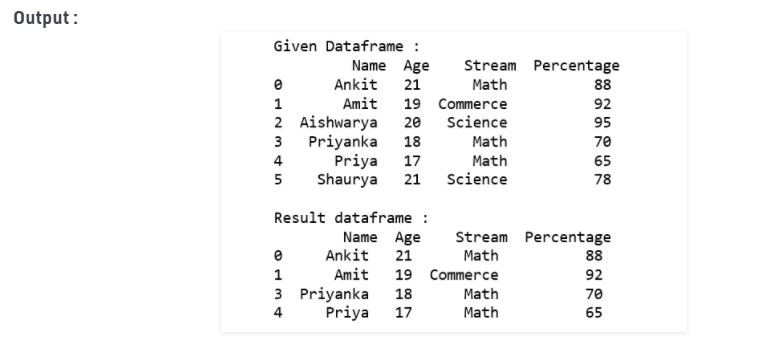 Output :
Given Dataframe :
Name Age Stream Percentage
0 Ankit 21 Math 88
1 Amit 19 Commerce 92
2 Aishwarya 20 Science 95
3 Priyanka 18 Math 70
4 Priya 17 Math 65
5 Shaurya 21 Science 78
Result dataframe :
Name Age Stream Percentage
0 Ankit 21 Math 88
1 Amit 19 Commerce 92
3 Priyanka 18 Math 70
4 Priya 17 Math 65